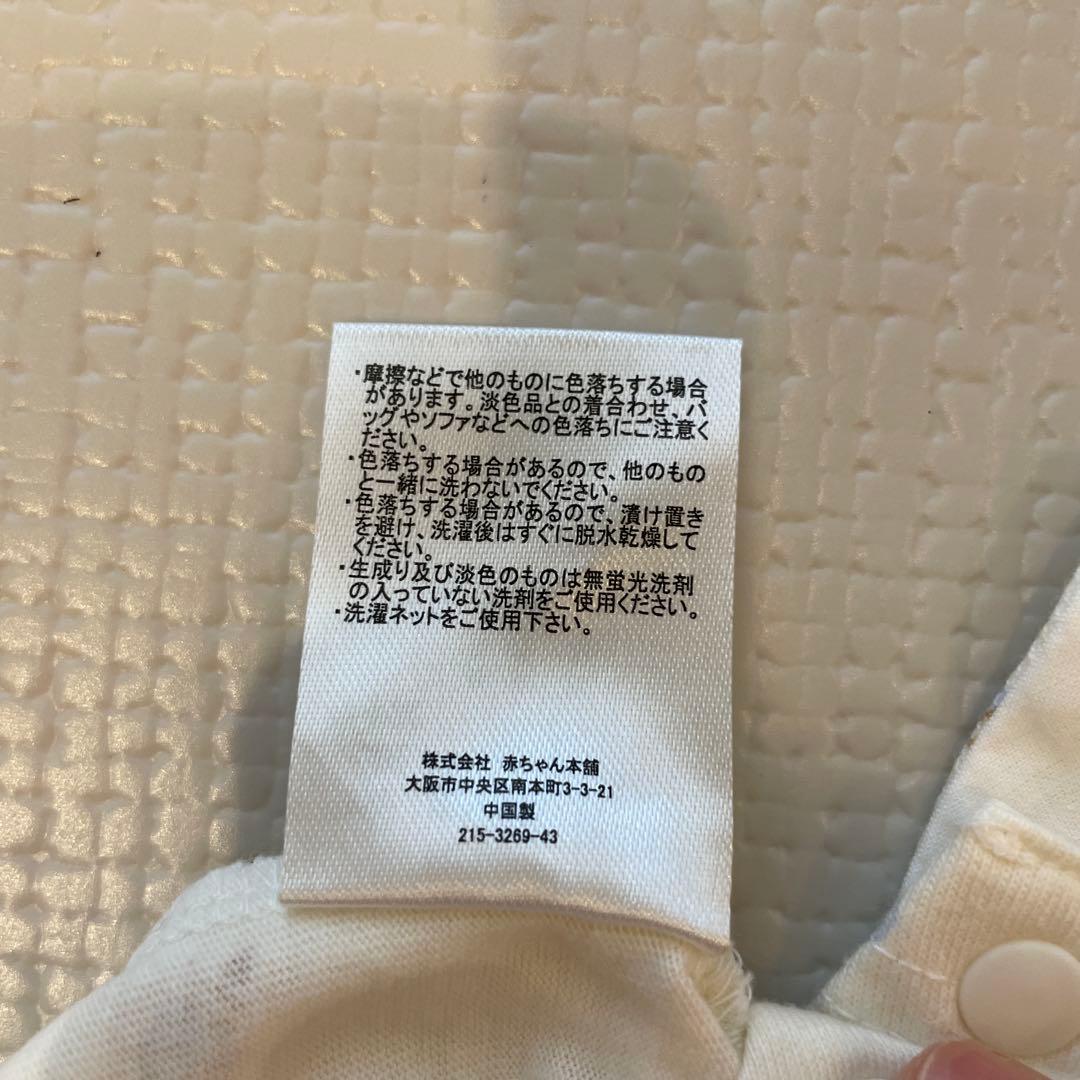 ・摩擦などで他のものに色落ちする場合
があります。淡色品との着合わせ、バ
ッグやソファなどへの色落ちにご注意く
ださい。
・色落ちする場合があるので、他のもの
と一緒に洗わないでください。
・色落ちする場合があるので、漬け置き
を避け、洗濯後はすぐに脱水乾燥して
ください。
・生成り及び淡色のものは無蛍光洗剤
の入っていない洗剤をご使用ください。
・洗濯ネットをご使用下さい。
株式会社 赤ちゃん本舗
大阪市中央区南本町3-3-21
中国製
215-3269-43